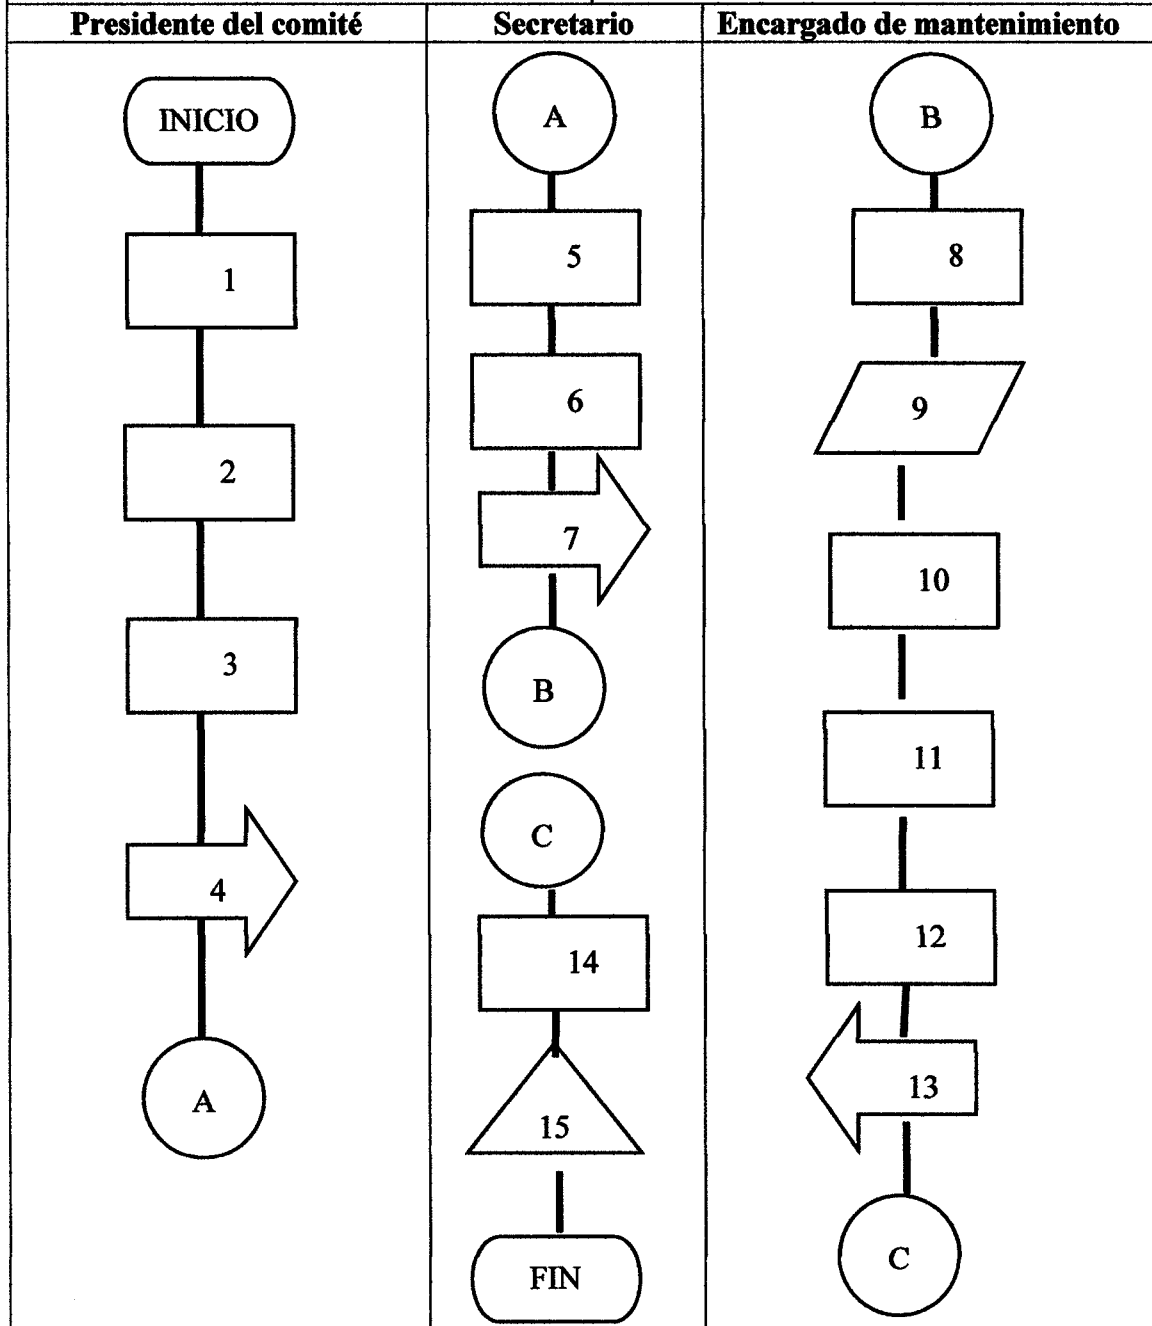 Presidente del comité
Secretario
Encargado de mantenimiento
INICIO
1
2
3
4
A
A
5
6
7
B
C
14
15
FIN
B
8
9
10
11
12
13
C